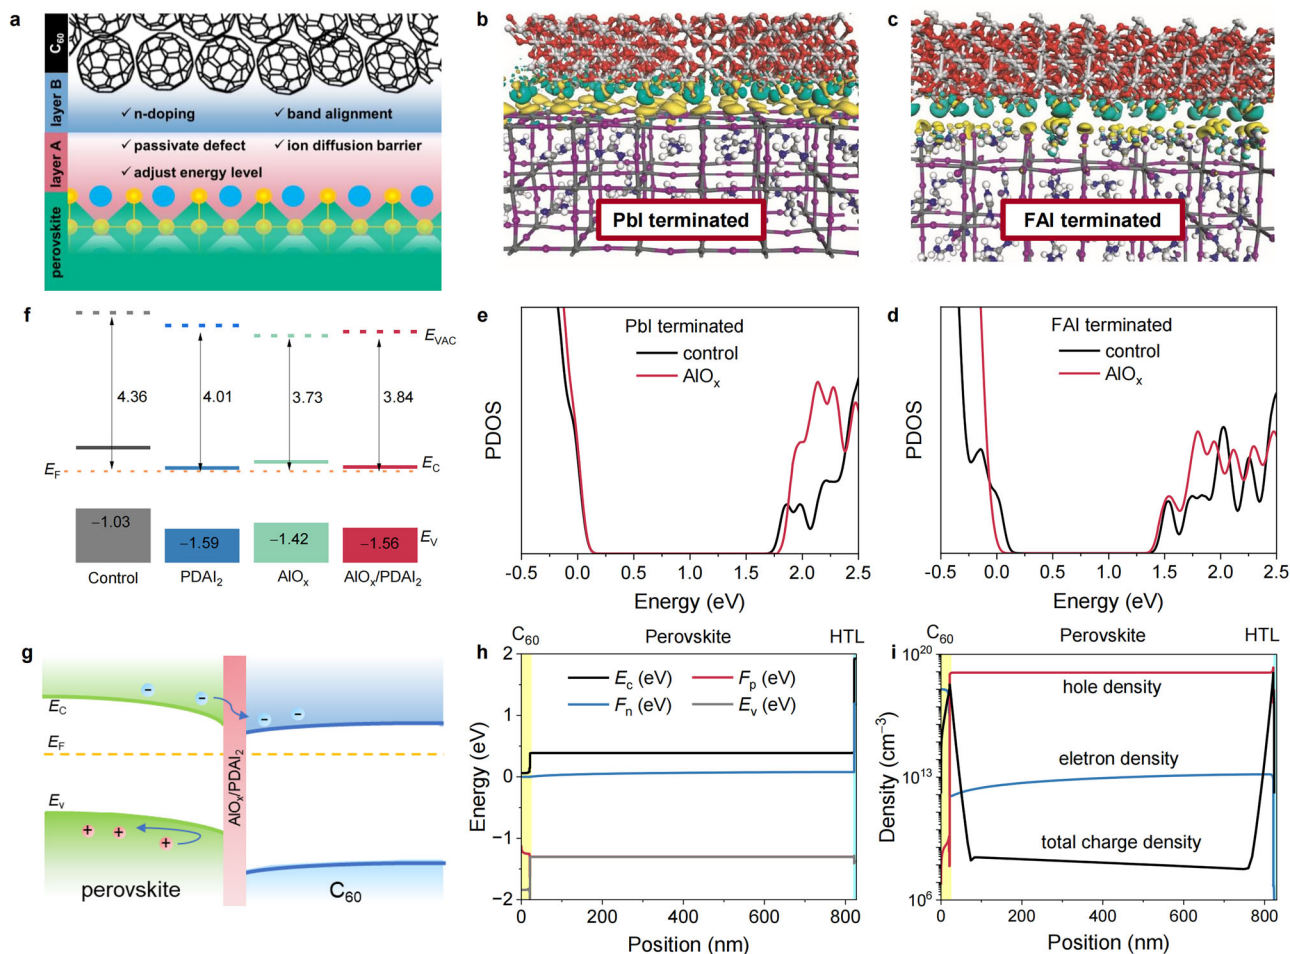 a
C60
layer B
layer A
perovskite
✓ n-doping
✓ band alignment
✓ passivate defect
✓ ion diffusion barrier
✓ adjust energy level
b
PbI terminated
c
FAI terminated
f
EVAC
4.36
4.01
3.73
3.84
EF
EC
−1.03
−1.59
−1.42
−1.56
EV
Control
PDAI2
AlOx
AlOx/PDAI2
e
PbI terminated
control
AlOx
PDOS
-0.5 0.0 0.5 1.0 1.5 2.0 2.5
Energy (eV)
d
FAI terminated
control
AlOx
PDOS
-0.5 0.0 0.5 1.0 1.5 2.0 2.5
Energy (eV)
g
EC
EF
Ev
AlOx/PDAI2
perovskite
C60
h
C60 Perovskite HTL
Ec (eV)
Fp (eV)
Fn (eV)
Ev (eV)
Energy (eV)
2
1
0
−1
−2
0 200 400 600 800
Position (nm)
i
C60 Perovskite HTL
hole density
eletron density
total charge density
Density (cm−3)
10^20
10^13
10^6
0 200 400 600 800
Position (nm)